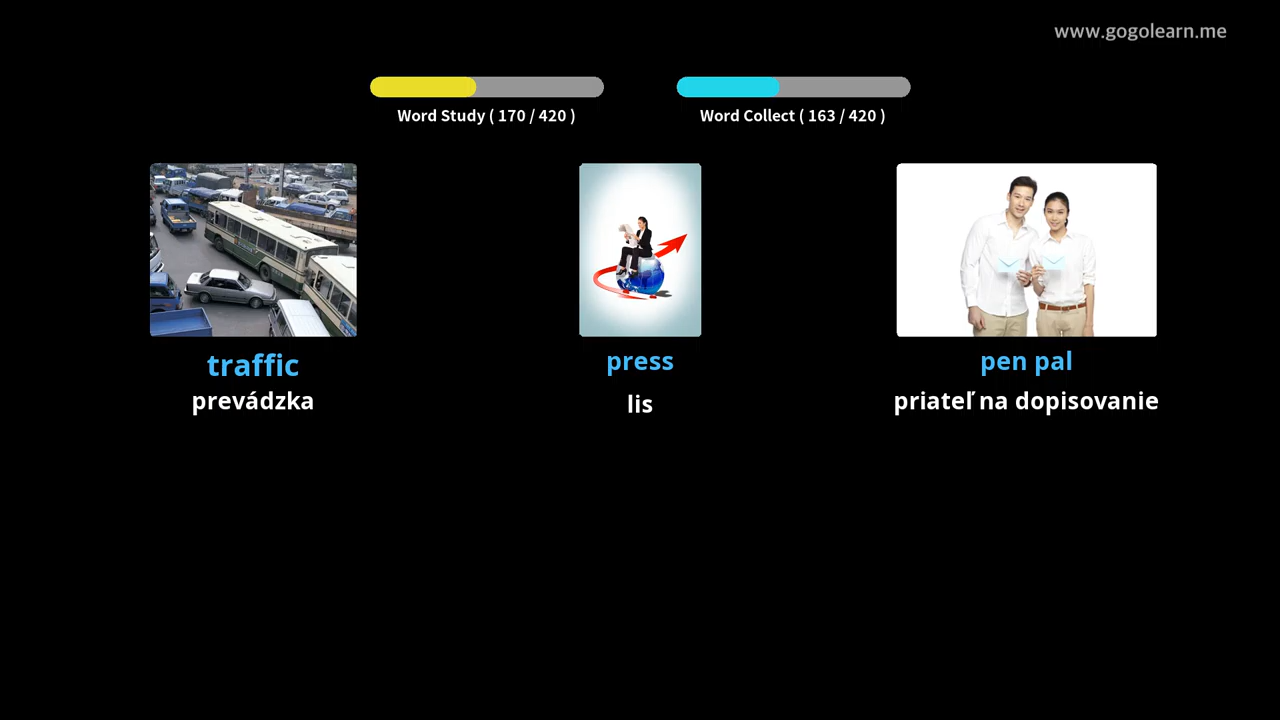 www.gogolearn.me
Word Study ( 170 / 420 )
Word Collect ( 163 / 420 )
traffic
prevádzka
press
lis
pen pal
priateľ na dopisovanie